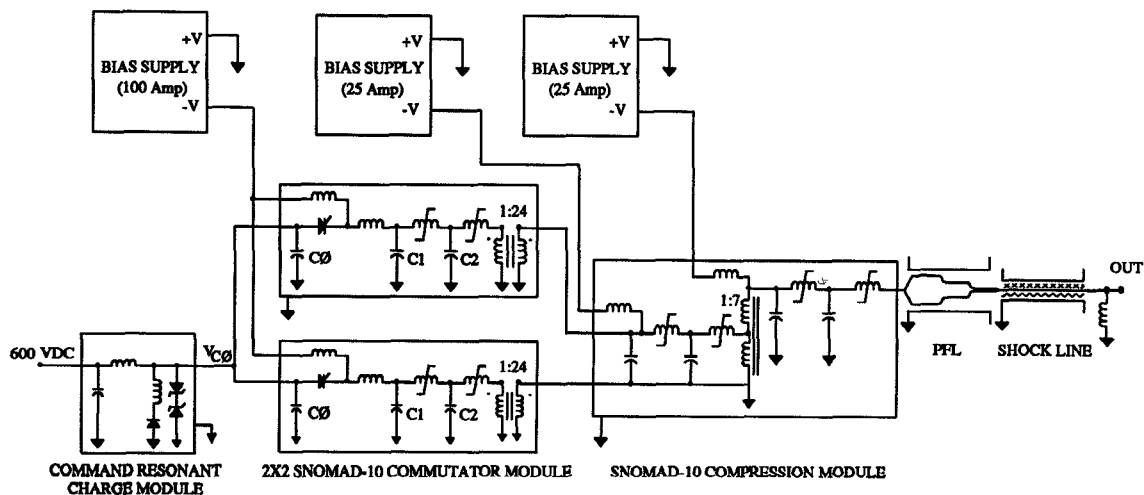 +V
BIAS SUPPLY
(100 Amp)
-V
+V
BIAS SUPPLY
(25 Amp)
-V
+V
BIAS SUPPLY
(25 Amp)
-V
1:24
CØ
C1
C2
1:7
OUT
600 VDC
VCØ
1:24
CØ
C1
C2
PFL
SHOCK LINE
COMMAND RESONANT
CHARGE MODULE
2X2 SNOMAD-10 COMMUTATOR MODULE
SNOMAD-10 COMPRESSION MODULE